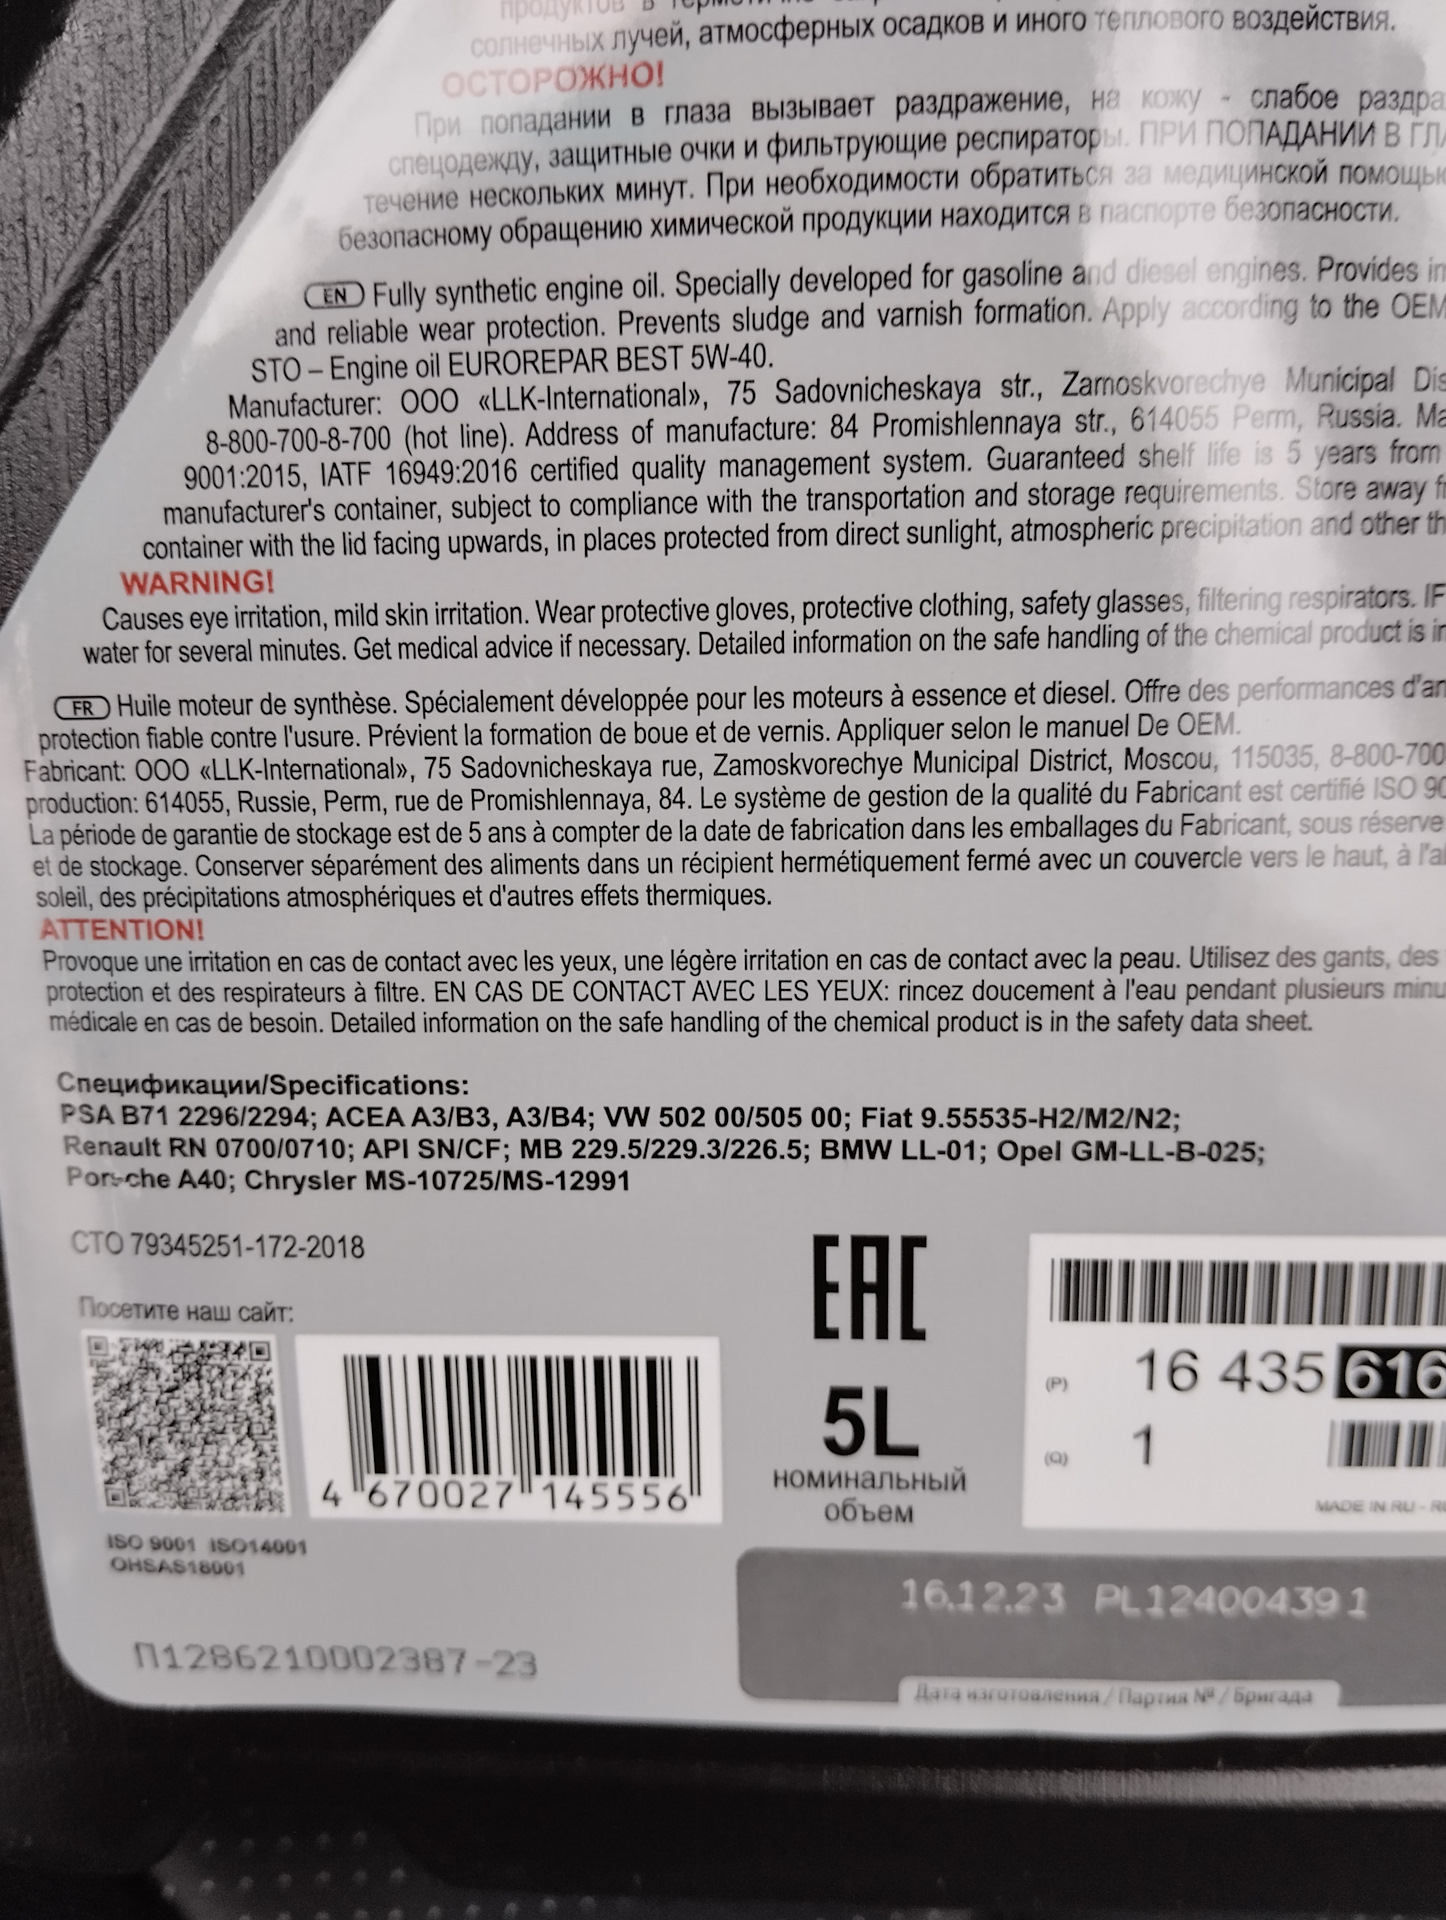 продуктов в
солнечных лучей, атмосферных осадков и иного теплового воздействия.
ОСТОРОЖНО!
При попадании в глаза вызывает раздражение, на кожу - слабое раздра
спецодежду, защитные очки и фильтрующие респираторы. ПРИ ПОПАДАНИИ В ГЛА
течение нескольких минут. При необходимости обратиться за медицинской помощью
безопасному обращению химической продукции находится в паспорте безопасности.
EN Fully synthetic engine oil. Specially developed for gasoline and diesel engines. Provides in
and reliable wear protection. Prevents sludge and varnish formation. Apply according to the OEM
STO – Engine oil EUROREPAR BEST 5W-40.
Manufacturer: OOO «LLK-International», 75 Sadovnicheskaya str., Zamoskvorechye Municipal Dis
8-800-700-8-700 (hot line). Address of manufacture: 84 Promishlennaya str., 614055 Perm, Russia. Ma
9001:2015, IATF 16949:2016 certified quality management system. Guaranteed shelf life is 5 years from
manufacturer's container, subject to compliance with the transportation and storage requirements. Store away f
container with the lid facing upwards, in places protected from direct sunlight, atmospheric precipitation and other th
WARNING!
Causes eye irritation, mild skin irritation. Wear protective gloves, protective clothing, safety glasses, filtering respirators. IF
water for several minutes. Get medical advice if necessary. Detailed information on the safe handling of the chemical product is in
FR Huile moteur de synthèse. Spécialement développée pour les moteurs à essence et diesel. Offre des performances d'an
protection fiable contre l'usure. Prévient la formation de boue et de vernis. Appliquer selon le manuel De OEM.
Fabricant: OOO «LLK-International», 75 Sadovnicheskaya rue, Zamoskvorechye Municipal District, Moscou, 115035, 8-800-700
production: 614055, Russie, Perm, rue de Promishlennaya, 84. Le système de gestion de la qualité du Fabricant est certifié ISO 90
La période de garantie de stockage est de 5 ans à compter de la date de fabrication dans les emballages du Fabricant, sous réserve
et de stockage. Conserver séparément des aliments dans un récipient hermétiquement fermé avec un couvercle vers le haut, à l'a
soleil, des précipitations atmosphériques et d'autres effets thermiques.
ATTENTION!
Provoque une irritation en cas de contact avec les yeux, une légère irritation en cas de contact avec la peau. Utilisez des gants, des
protection et des respirateurs à filtre. EN CAS DE CONTACT AVEC LES YEUX: rincez doucement à l'eau pendant plusieurs minu
médicale en cas de besoin. Detailed information on the safe handling of the chemical product is in the safety data sheet.
Спецификации/Specifications:
PSA B71 2296/2294; ACEA A3/B3, A3/B4; VW 502 00/505 00; Fiat 9.55535-H2/M2/N2;
Renault RN 0700/0710; API SN/CF; MB 229.5/229.3/226.5; BMW LL-01; Opel GM-LL-B-025;
Porsche A40; Chrysler MS-10725/MS-12991
СТО 79345251-172-2018
Посетите наш сайт:
EAC
5L
номинальный
объем
4 670027 145556
(P) 16 435 616
(Q) 1
MADE IN RU - RU
ISO 9001 ISO14001
OHSAS18001
16.12.23 PL12400439 1
П1286210002387-23
Дата изготовления / Партия № / Бригада